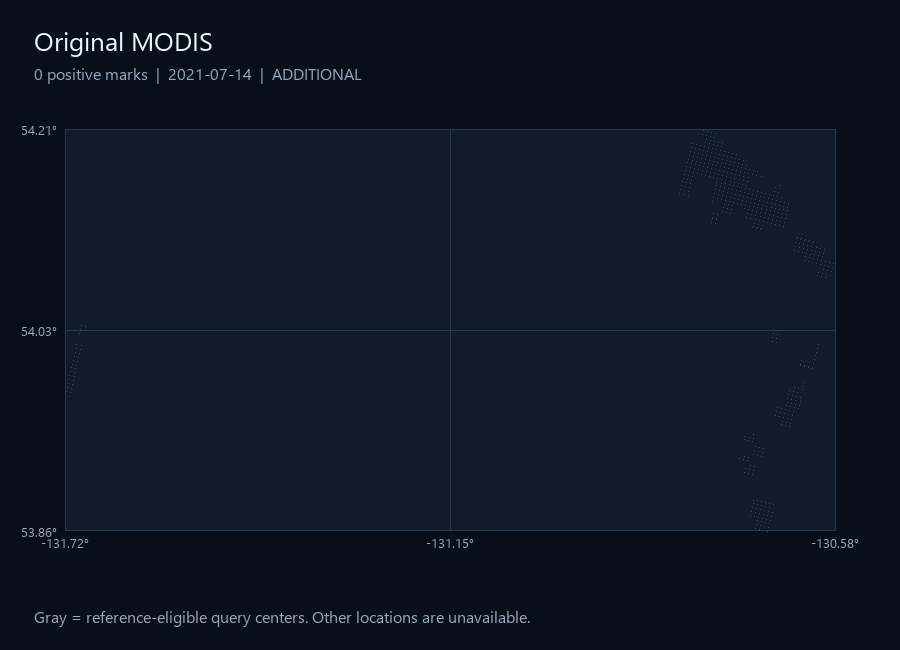 Original MODIS
0 positive marks | 2021-07-14 | ADDITIONAL
54.21°
54.03°
53.86°
-131.72° -131.15° -130.58°
Gray = reference-eligible query centers. Other locations are unavailable.